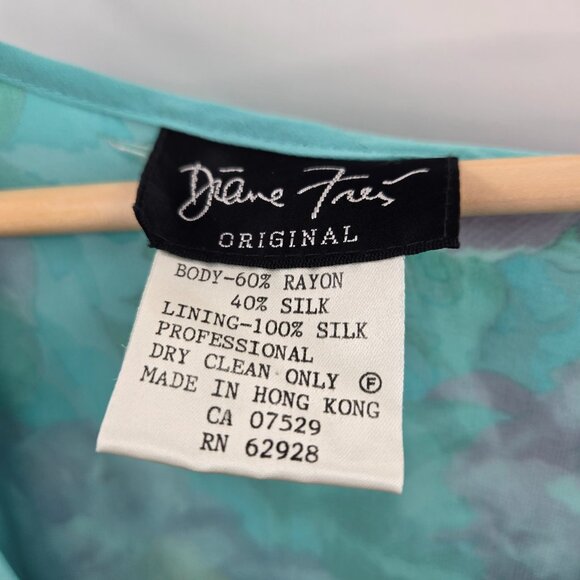 Diane Freis
ORIGINAL
BODY-60% RAYON
40% SILK
LINING-100% SILK
PROFESSIONAL
DRY CLEAN ONLY Ⓕ
MADE IN HONG KONG
CA 07529
RN 62928